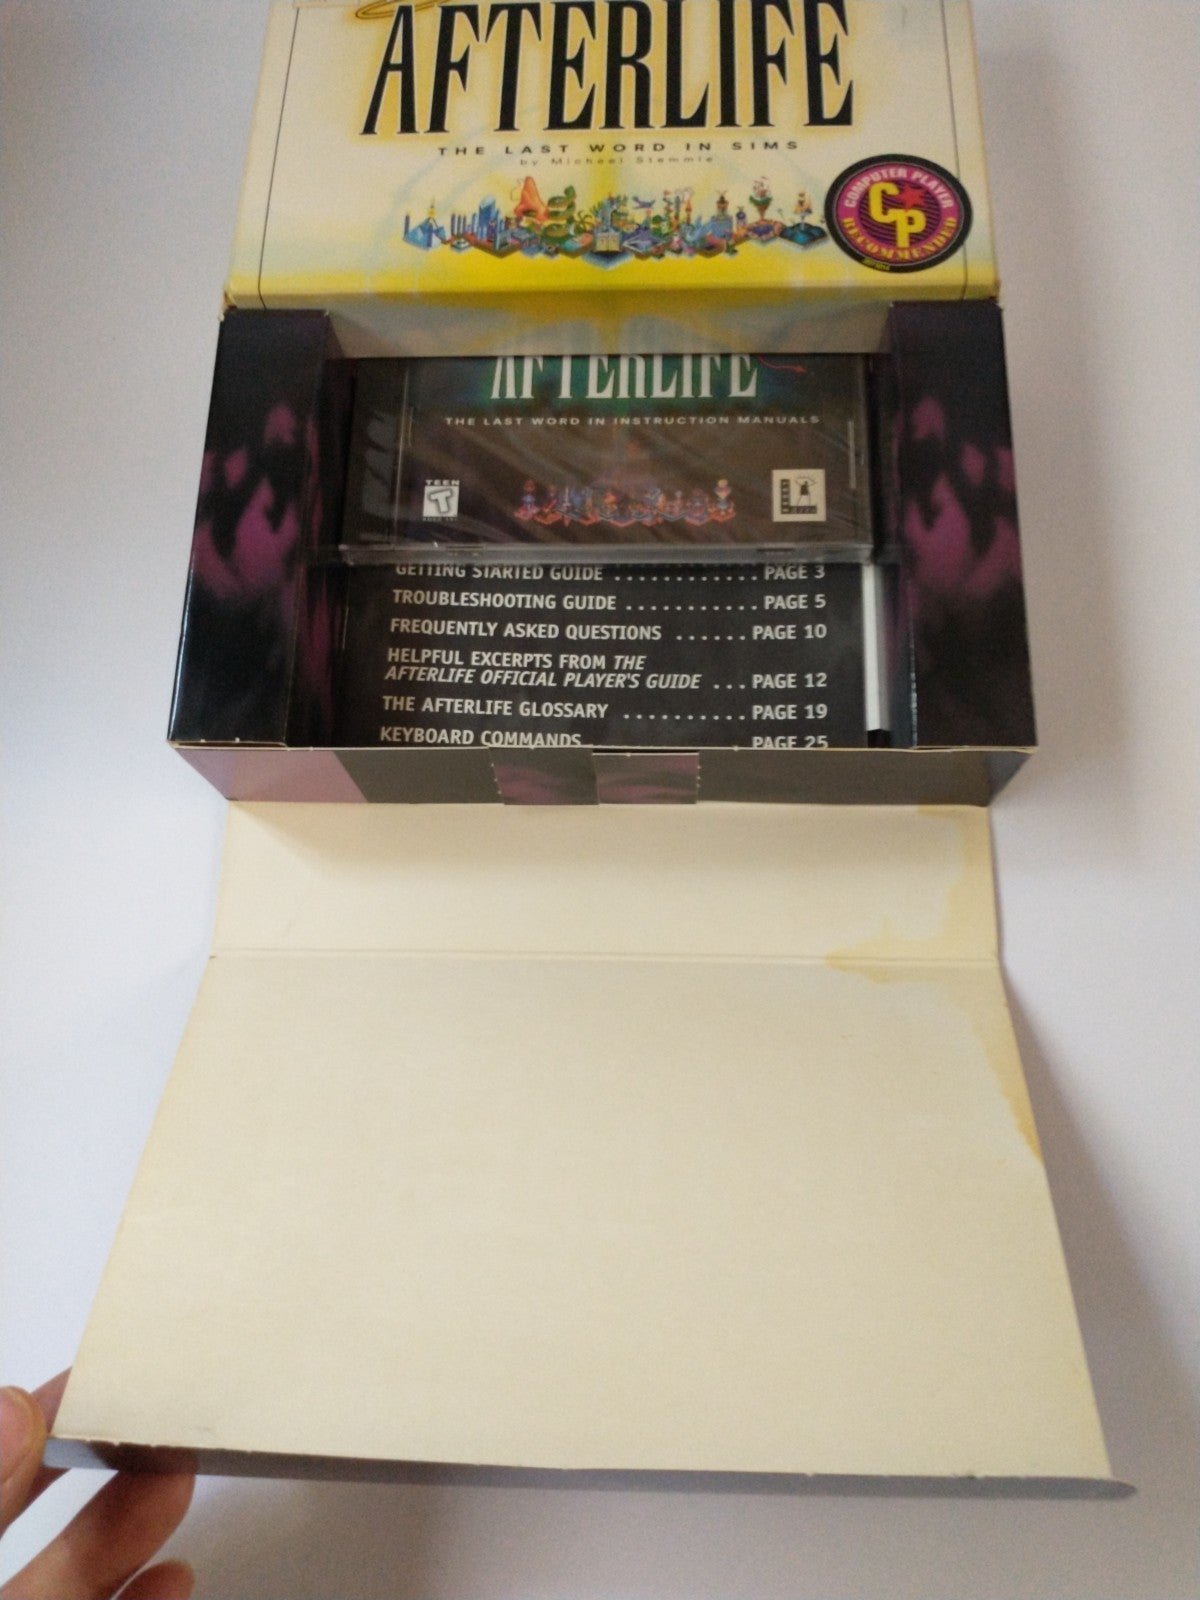 AFTERLIFE
THE LAST WORD IN SIMS
by Michael Stemmle
COMPUTER PLAYER
CP
RECOMMENDED
AFTERLIFE
THE LAST WORD IN INSTRUCTION MANUALS
TEEN
T
GETTING STARTED GUIDE ............ PAGE 3
TROUBLESHOOTING GUIDE ........... PAGE 5
FREQUENTLY ASKED QUESTIONS ...... PAGE 10
HELPFUL EXCERPTS FROM THE
AFTERLIFE OFFICIAL PLAYER'S GUIDE ... PAGE 12
THE AFTERLIFE GLOSSARY .......... PAGE 19
KEYBOARD COMMANDS PAGE 25